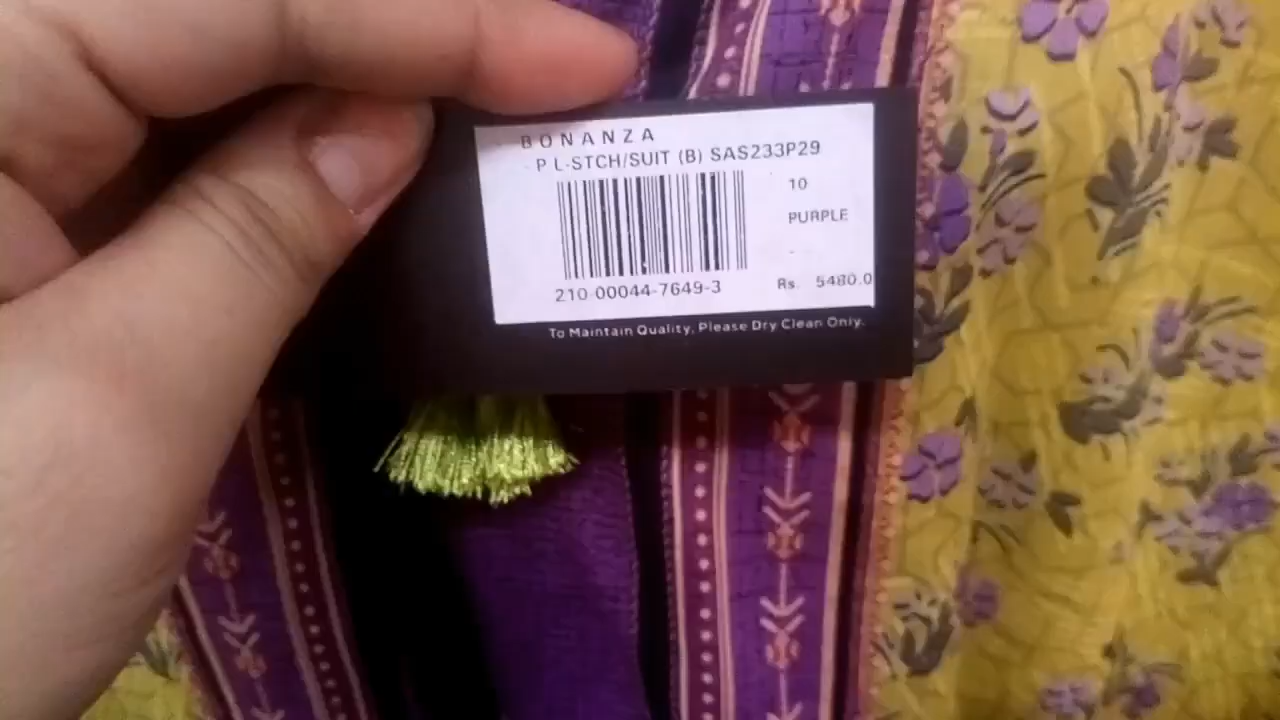 BONANZA
P L-STCH/SUIT (B) SAS233P29
10
PURPLE
-
210-00044-7649-3
Rs. 5480.0
To Maintain Quality, Please Dry Clean Only.